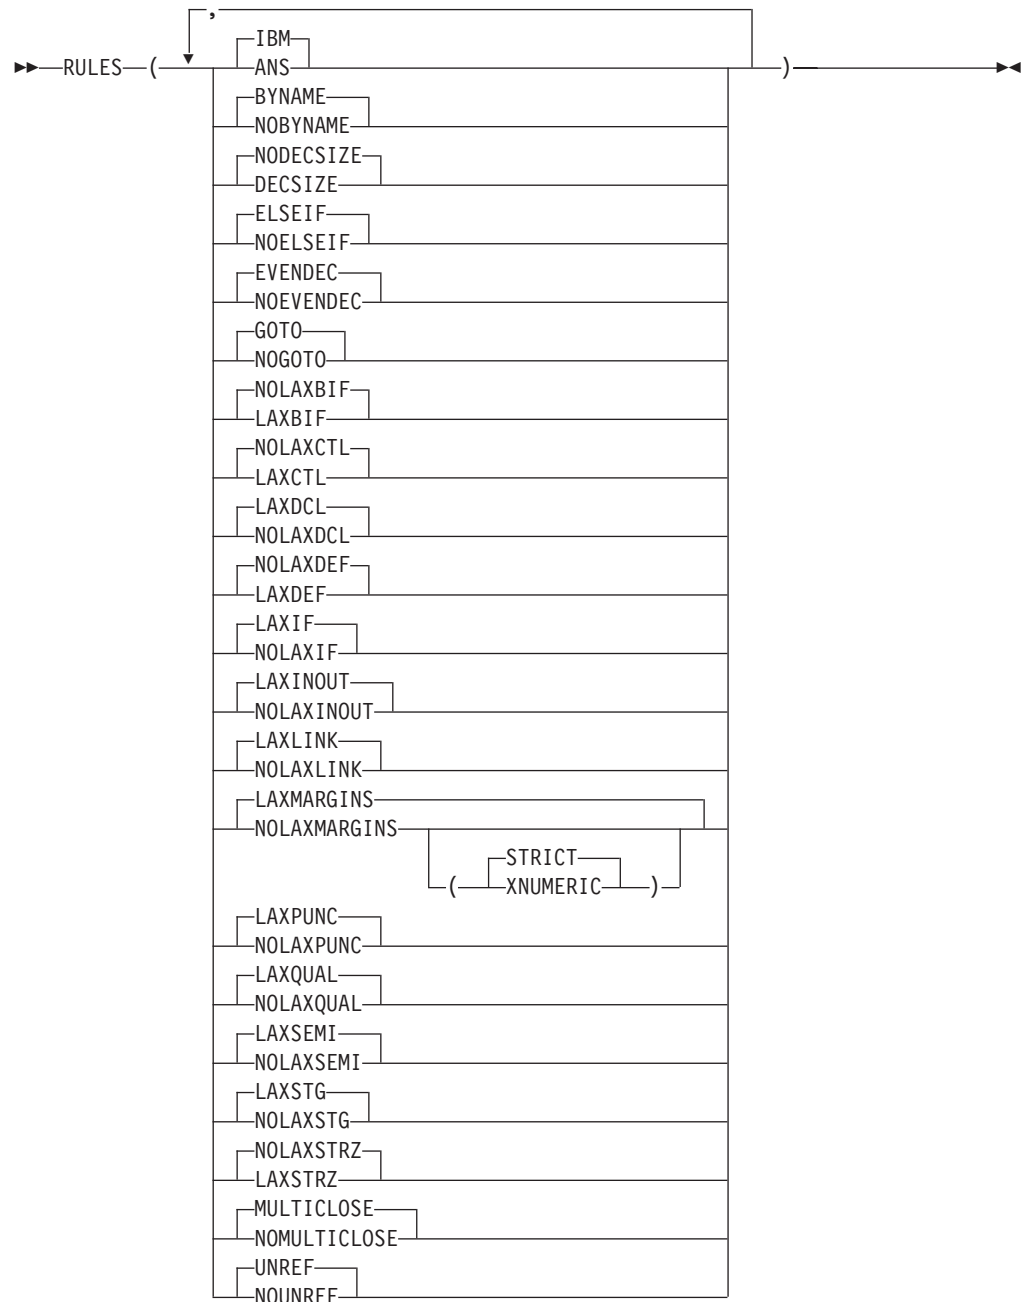 ,
IBM
RULES ( ANS )
BYNAME
NOBYNAME
NODECSIZE
DECSIZE
ELSEIF
NOELSEIF
EVENDEC
NOEVENDEC
GOTO
NOGOTO
NOLAXBIF
LAXBIF
NOLAXCTL
LAXCTL
LAXDCL
NOLAXDCL
NOLAXDEF
LAXDEF
LAXIF
NOLAXIF
LAXINOUT
NOLAXINOUT
LAXLINK
NOLAXLINK
LAXMARGINS
NOLAXMARGINS
STRICT
( XNUMERIC )
LAXPUNC
NOLAXPUNC
LAXQUAL
NOLAXQUAL
LAXSEMI
NOLAXSEMI
LAXSTG
NOLAXSTG
NOLAXSTRZ
LAXSTRZ
MULTICLOSE
NOMULTICLOSE
UNREF
NOUNREF